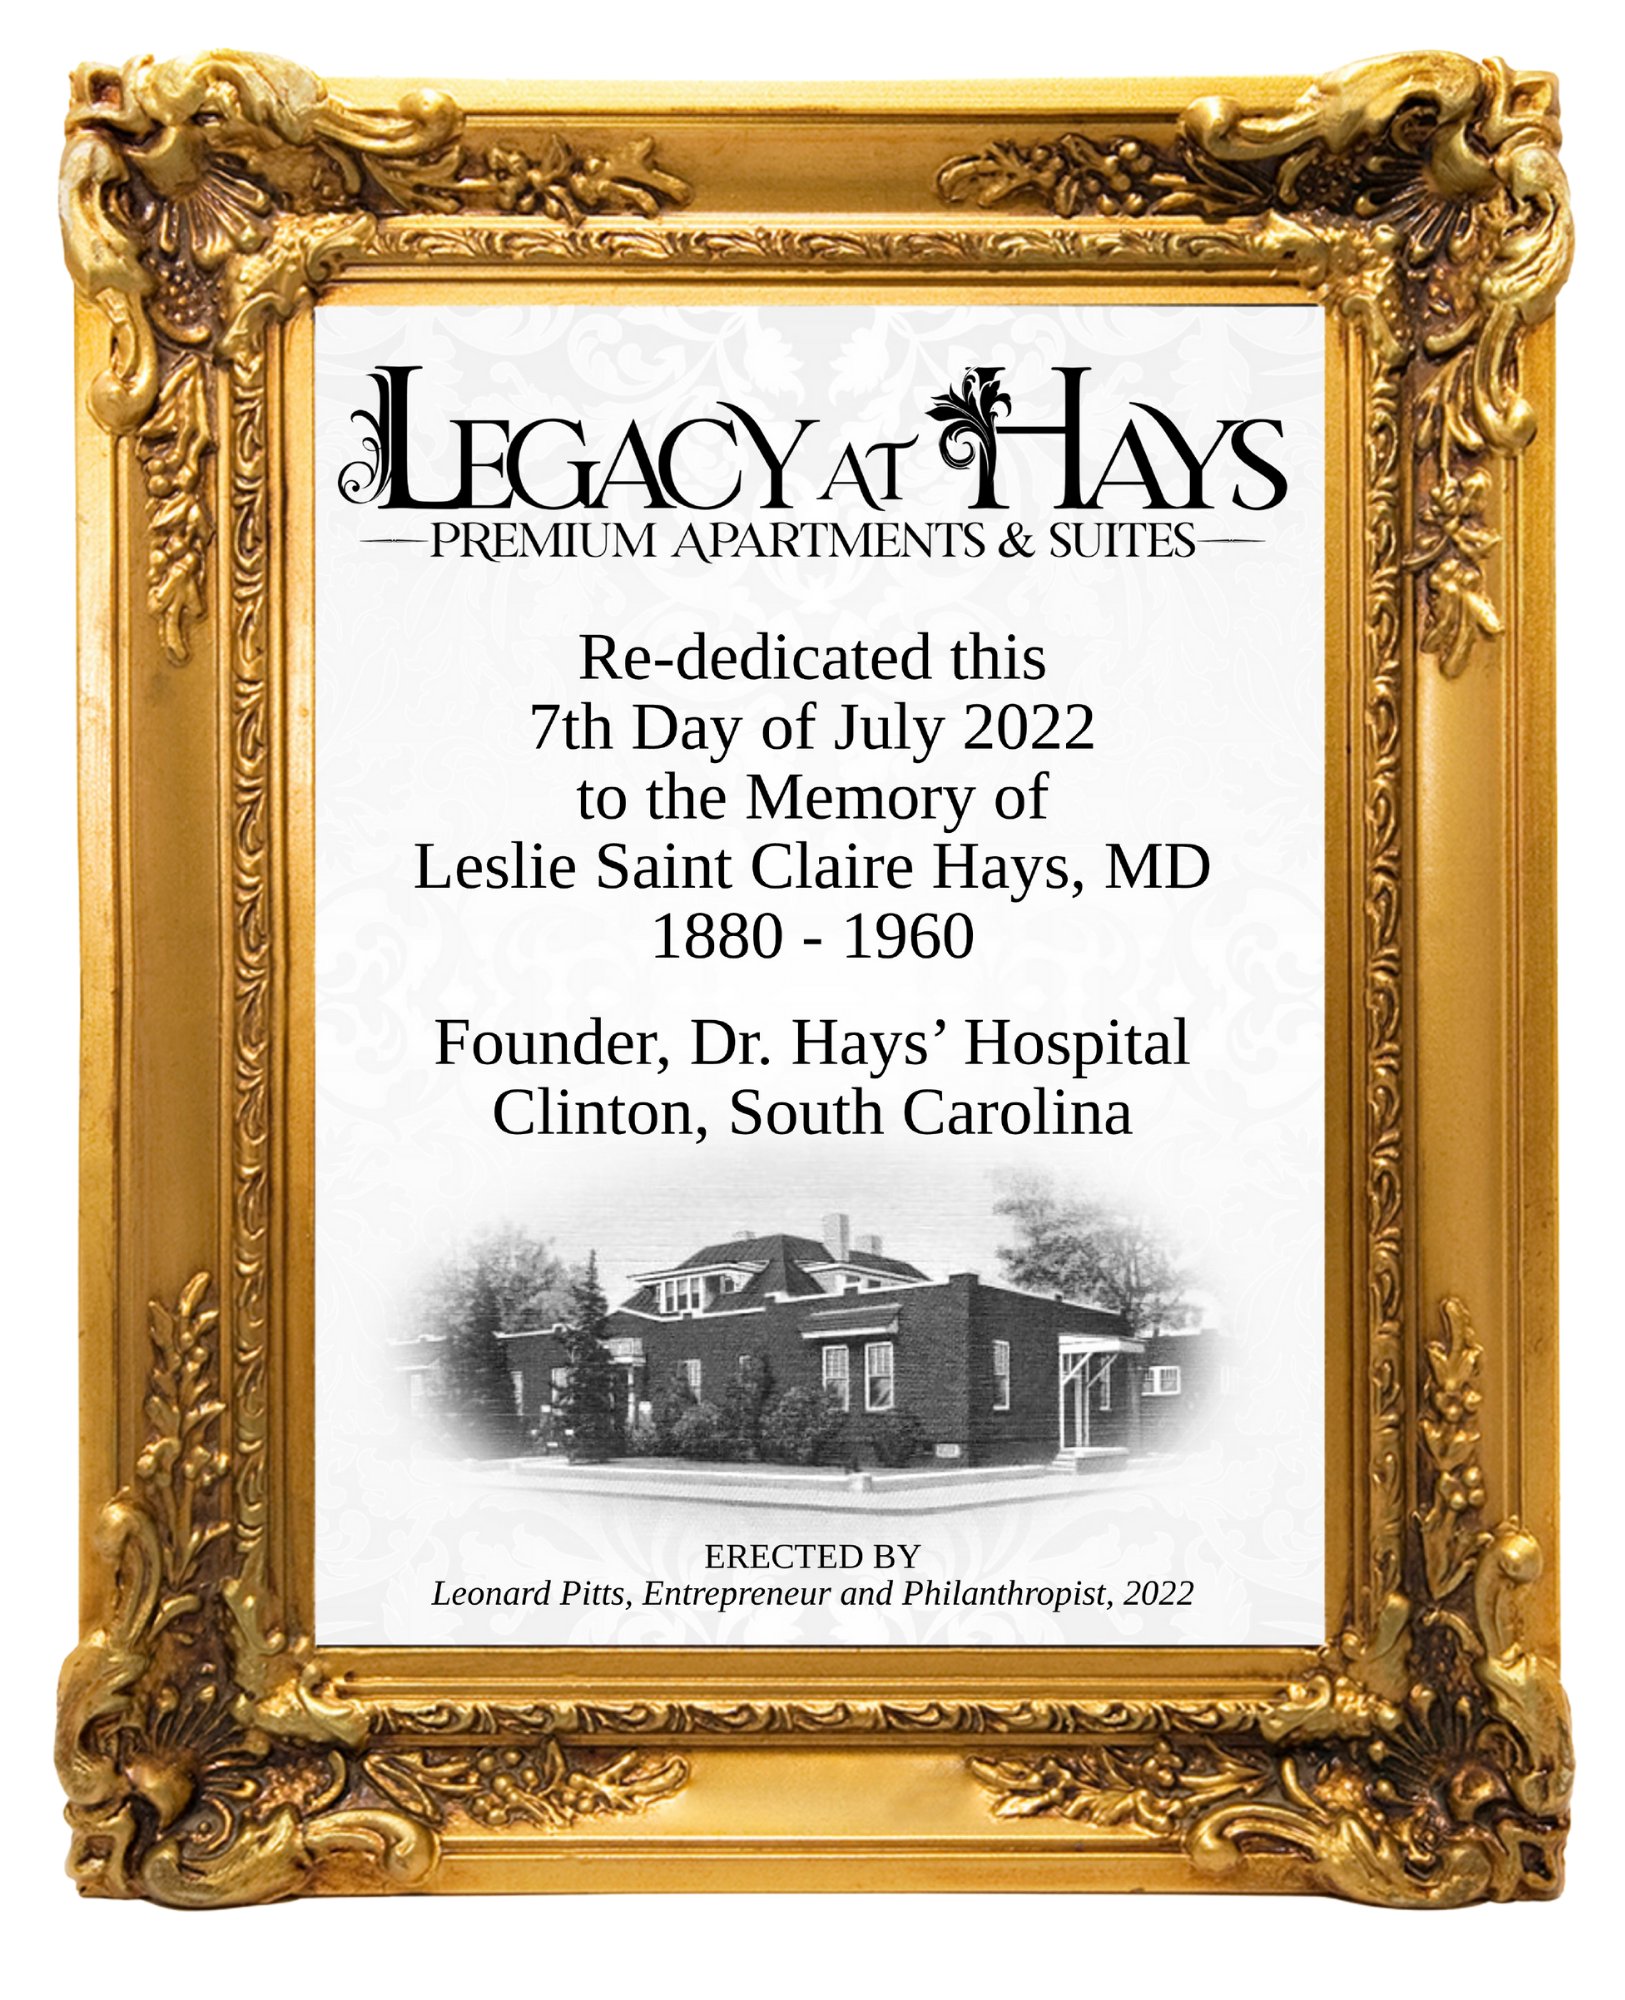 LEGACY AT HAYS
PREMIUM APARTMENTS & SUITES
Re-dedicated this
7th Day of July 2022
to the Memory of
Leslie Saint Claire Hays, MD
1880 - 1960
Founder, Dr. Hays’ Hospital
Clinton, South Carolina
ERECTED BY
Leonard Pitts, Entrepreneur and Philanthropist, 2022